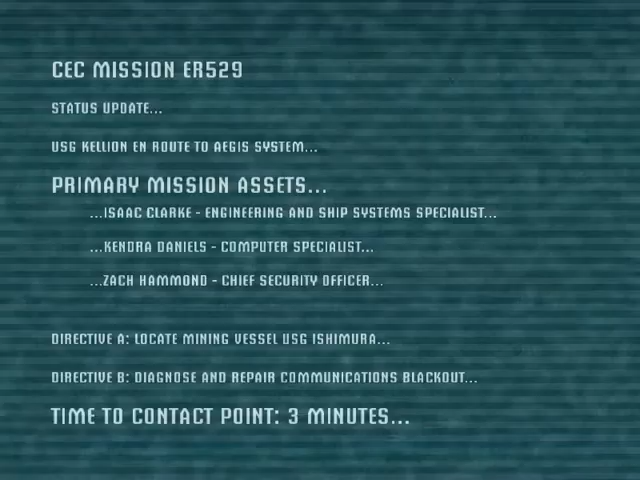 CEC MISSION ER529
STATUS UPDATE...
USG KELLION EN ROUTE TO AEGIS SYSTEM...
PRIMARY MISSION ASSETS...
...ISAAC CLARKE - ENGINEERING AND SHIP SYSTEMS SPECIALIST...
...KENDRA DANIELS - COMPUTER SPECIALIST...
...ZACH HAMMOND - CHIEF SECURITY OFFICER...
DIRECTIVE A: LOCATE MINING VESSEL USG ISHIMURA...
DIRECTIVE B: DIAGNOSE AND REPAIR COMMUNICATIONS BLACKOUT...
TIME TO CONTACT POINT: 3 MINUTES...